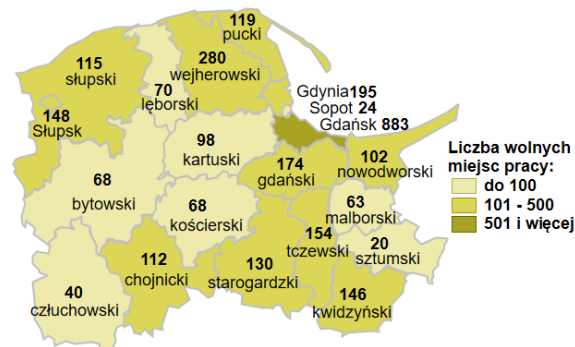 119
pucki
115
słupski
280
wejherowski
70
lęborski
Gdynia195
Sopot 24
Gdańsk 883
148
Słupsk
98
kartuski
174
gdański
102
nowodworski
68
bytowski
68
kościerski
63
malborski
154
tczewski
20
sztumski
112
chojnicki
130
starogardzki
40
człuchowski
146
kwidzyński
Liczba wolnych
miejsc pracy:
do 100
101 - 500
501 i więcej